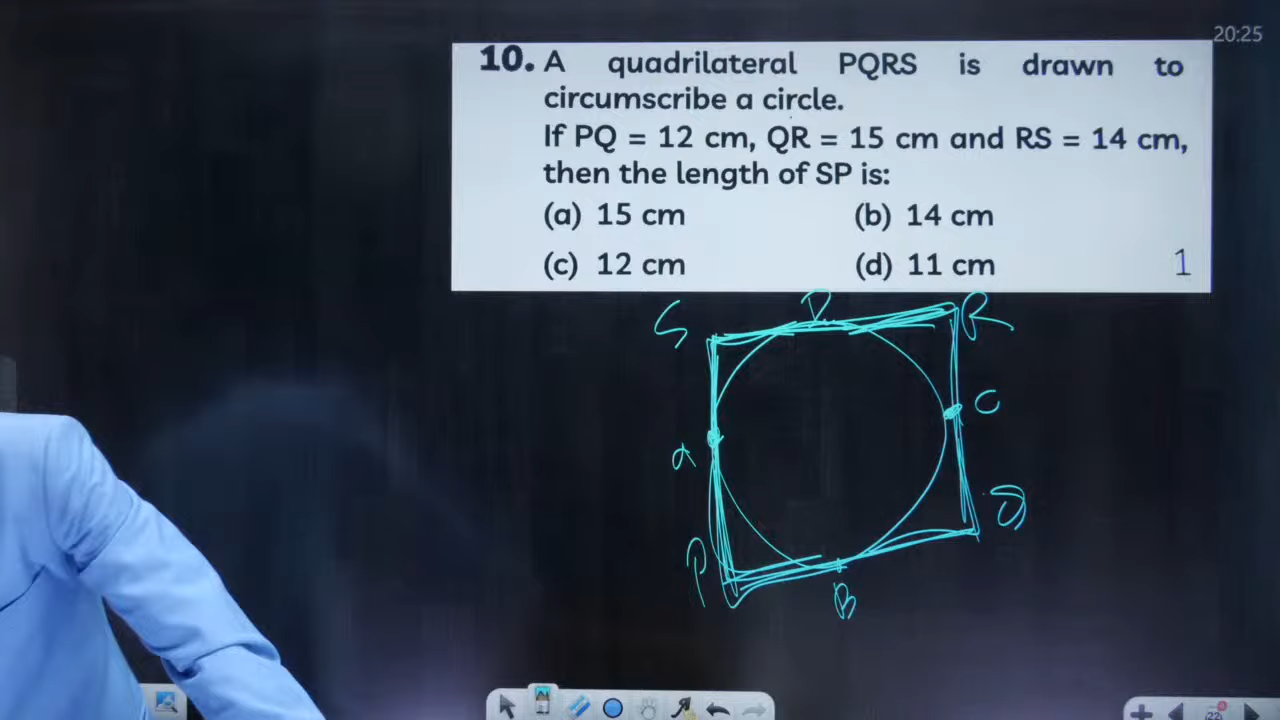 20:25
10. A quadrilateral PQRS is drawn to
circumscribe a circle.
If PQ = 12 cm, QR = 15 cm and RS = 14 cm,
then the length of SP is:
(a) 15 cm (b) 14 cm
(c) 12 cm (d) 11 cm 1
S D R
C
A
Q
P
B
22